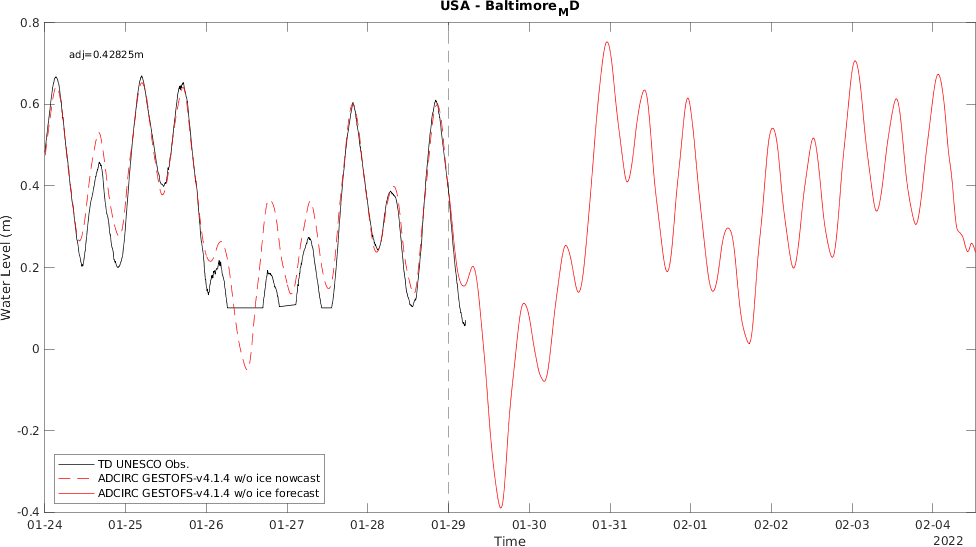 USA - Baltimore_MD
0.8
adj=0.42825m
0.6
0.4
0.2
0
-0.2
-0.4
Water Level (m)
TD UNESCO Obs.
ADCIRC GESTOFS-v4.1.4 w/o ice nowcast
ADCIRC GESTOFS-v4.1.4 w/o ice forecast
01-24 01-25 01-26 01-27 01-28 01-29 01-30 01-31 02-01 02-02 02-03 02-04
Time
2022